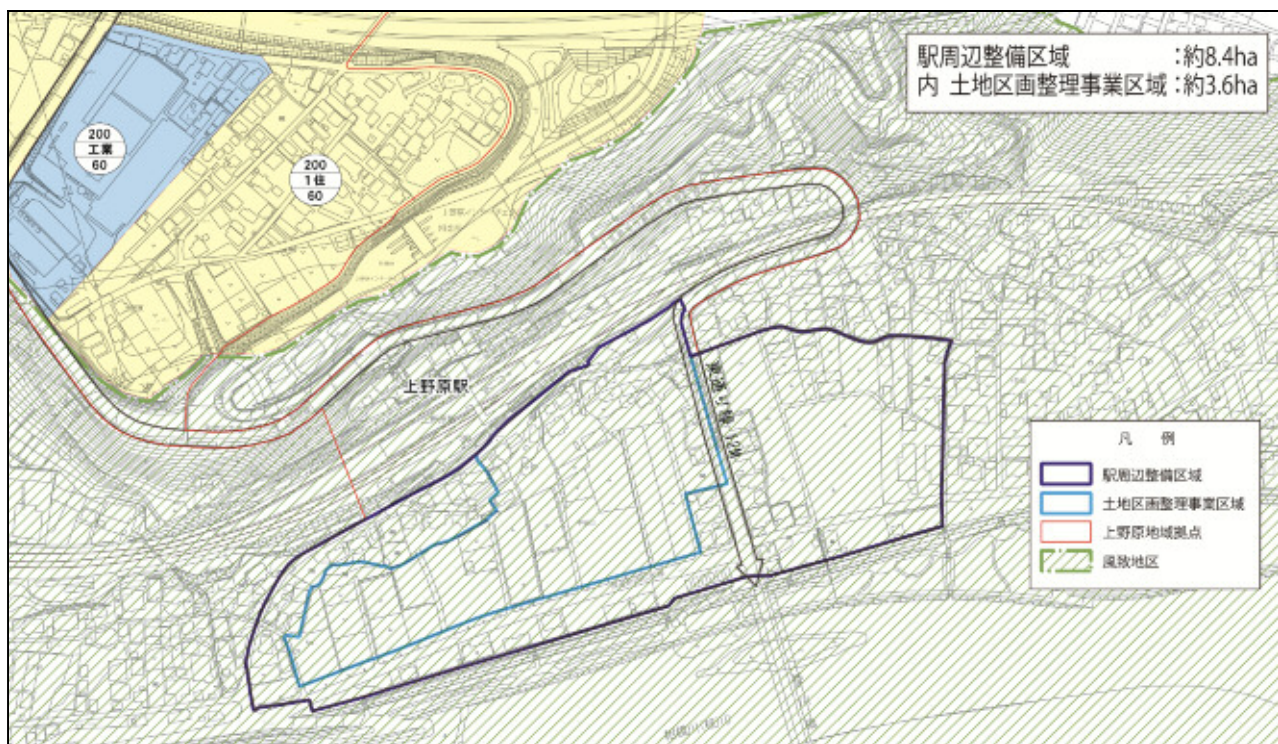 駅周辺整備区域 :約8.4ha
内 土地区画整理事業区域 :約3.6ha
200
工業
60
200
1住
60
上野原駅
凡 例
駅周辺整備区域
土地区画整理事業区域
上野原地域拠点
風致地区